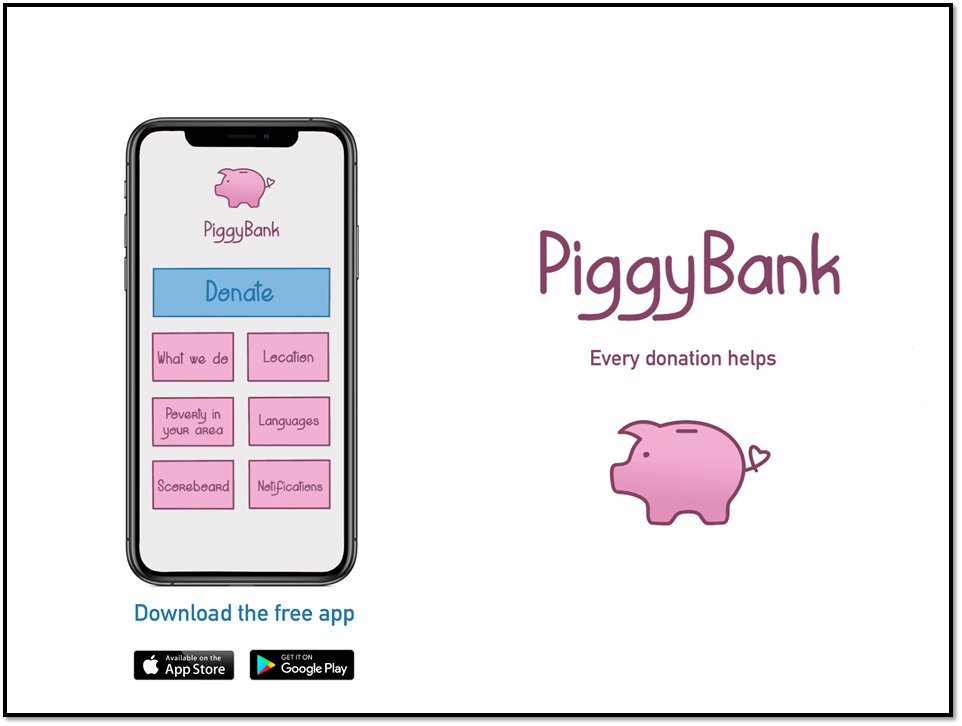 PiggyBank
Donate
What we do
Location
Poverty in
your area
Languages
Scoreboard
Notifications
Download the free app
Available on the
App Store
GET IT ON
Google Play
PiggyBank
Every donation helps